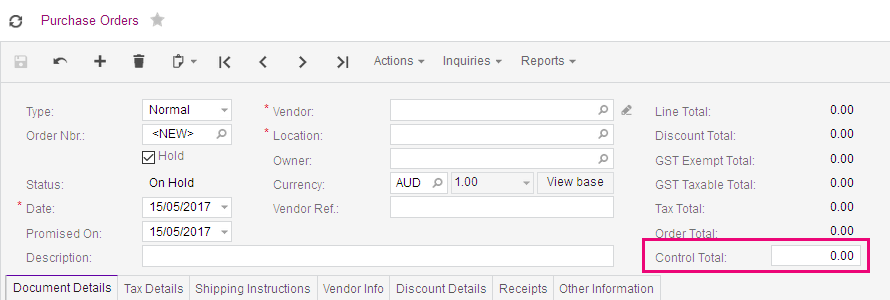 Purchase Orders
Actions Inquiries Reports
Type: Normal * Vendor: Line Total: 0.00
Order Nbr.: <NEW> * Location: Discount Total: 0.00
Hold Owner: GST Exempt Total: 0.00
Status: On Hold Currency: AUD 1.00 View base GST Taxable Total: 0.00
* Date: 15/05/2017 Vendor Ref.: Tax Total: 0.00
Promised On: 15/05/2017 Order Total: 0.00
Description: Control Total: 0.00
Document Details Tax Details Shipping Instructions Vendor Info Discount Details Receipts Other Information